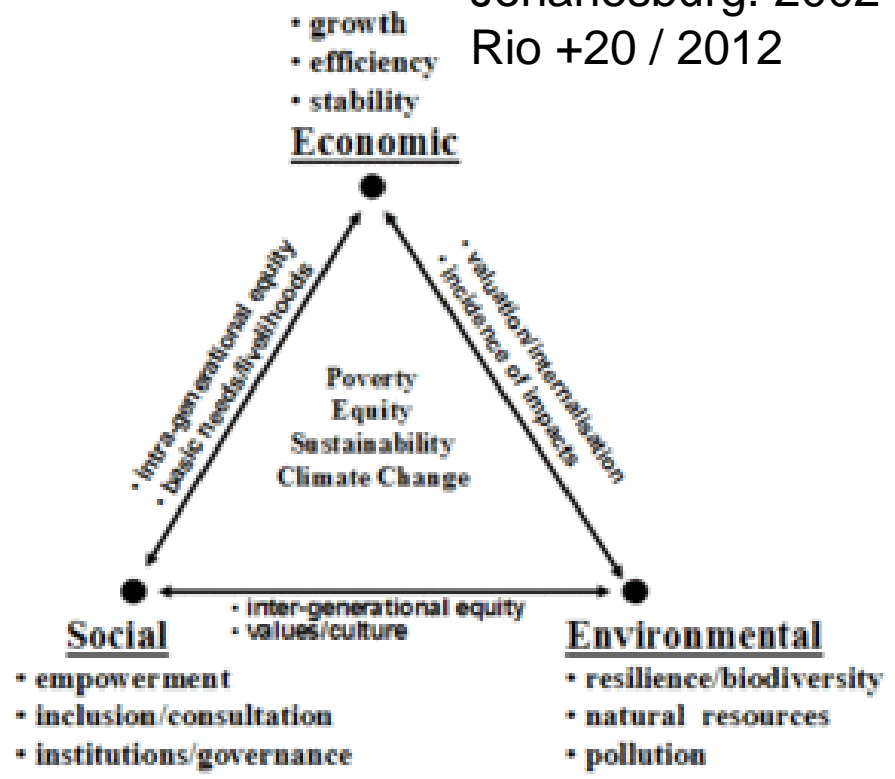 Johanesburg: 2002
Rio +20 / 2012
• growth
• efficiency
• stability
Economic
• intra-generational equity
• basic needs/livelihoods
• valuation/internalisation
• incidence of impacts
Poverty
Equity
Sustainability
Climate Change
• inter-generational equity
• values/culture
Social
• empowerment
• inclusion/consultation
• institutions/governance
Environmental
• resilience/biodiversity
• natural resources
• pollution